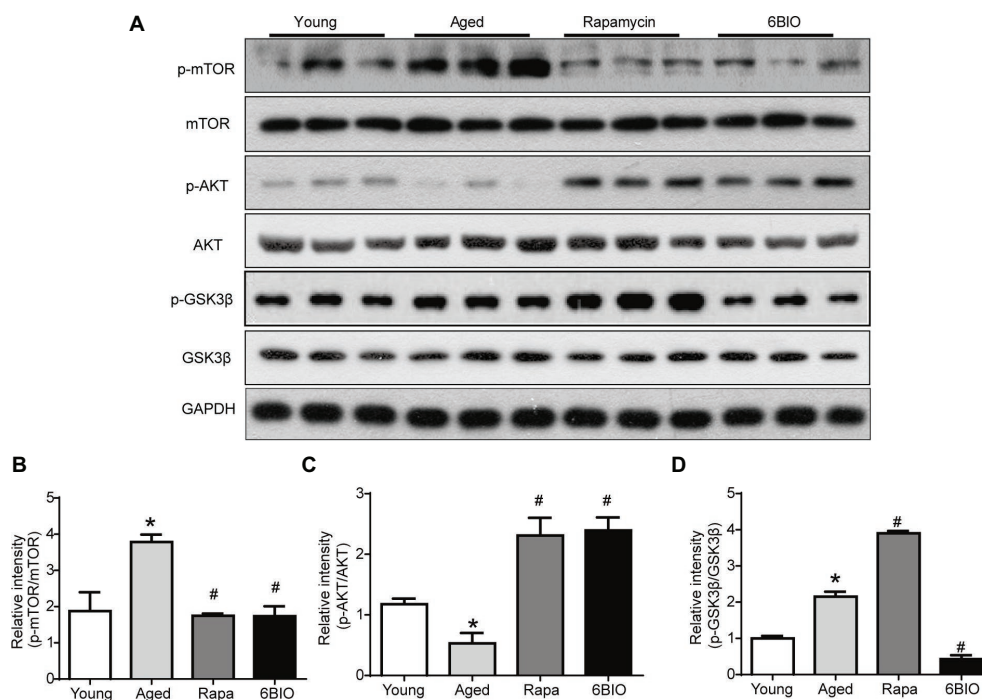 A
Young Aged Rapamycin 6BIO
p-mTOR
mTOR
p-AKT
AKT
p-GSK3β
GSK3β
GAPDH
B
Relative intensity
(p-mTOR/mTOR)
5
4
3
2
1
0
*
#
#
Young Aged Rapa 6BIO
C
Relative intensity
(p-AKT/AKT)
3
2
1
0
*
#
#
Young Aged Rapa 6BIO
D
Relative intensity
(p-GSK3β/GSK3β)
5
4
3
2
1
0
*
#
#
Young Aged Rapa 6BIO